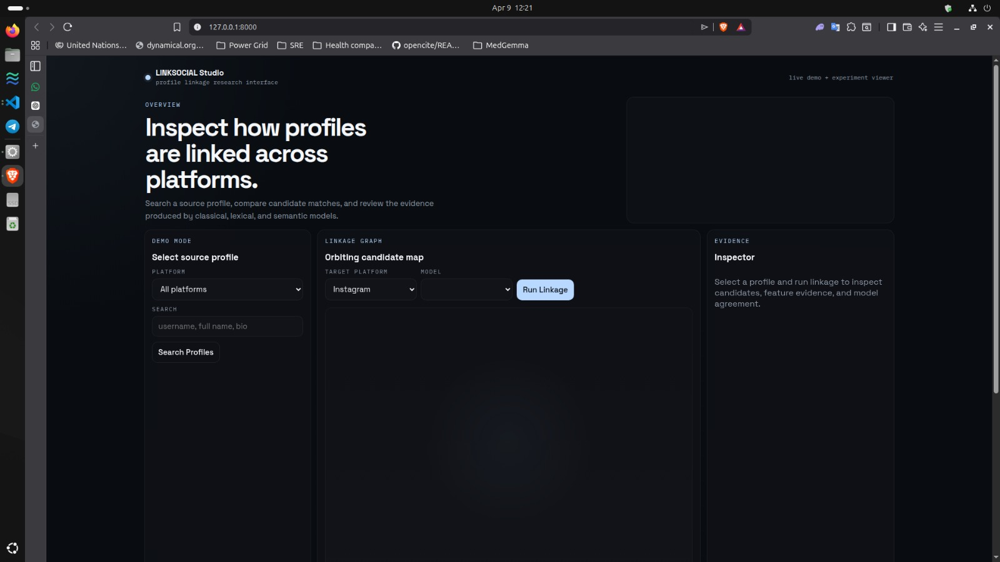 Apr 9 12:21
127.0.0.1:8000
United Nations...
dynamical.org...
Power Grid
SRE
Health compa...
opencite/REA...
MedGemma
LINKSOCIAL Studio
profile linkage research interface
live demo + experiment viewer
OVERVIEW
Inspect how profiles
are linked across
platforms.
Search a source profile, compare candidate matches, and review the evidence
produced by classical, lexical, and semantic models.
DEMO MODE
Select source profile
PLATFORM
All platforms
SEARCH
username, full name, bio
Search Profiles
LINKAGE GRAPH
Orbiting candidate map
TARGET PLATFORM
MODEL
Instagram
Run Linkage
EVIDENCE
Inspector
Select a profile and run linkage to inspect
candidates, feature evidence, and model
agreement.
SSD